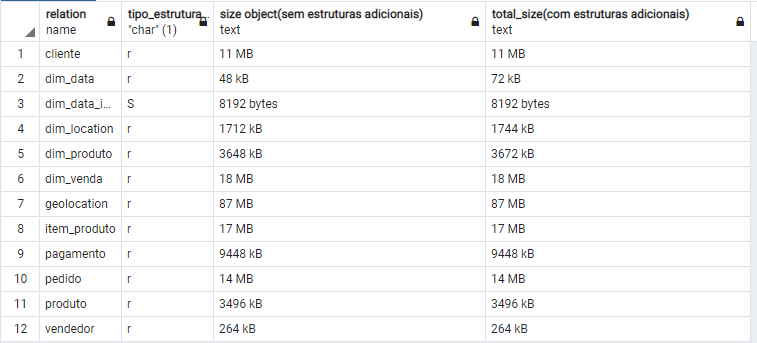 relation tipo_estrutura... size object(sem estruturas adicionais) total_size(com estruturas adicionais)
name "char" (1) text text
1 cliente r 11 MB 11 MB
2 dim_data r 48 kB 72 kB
3 dim_data_i... S 8192 bytes 8192 bytes
4 dim_location r 1712 kB 1744 kB
5 dim_produto r 3648 kB 3672 kB
6 dim_venda r 18 MB 18 MB
7 geolocation r 87 MB 87 MB
8 item_produto r 17 MB 17 MB
9 pagamento r 9448 kB 9448 kB
10 pedido r 14 MB 14 MB
11 produto r 3496 kB 3496 kB
12 vendedor r 264 kB 264 kB